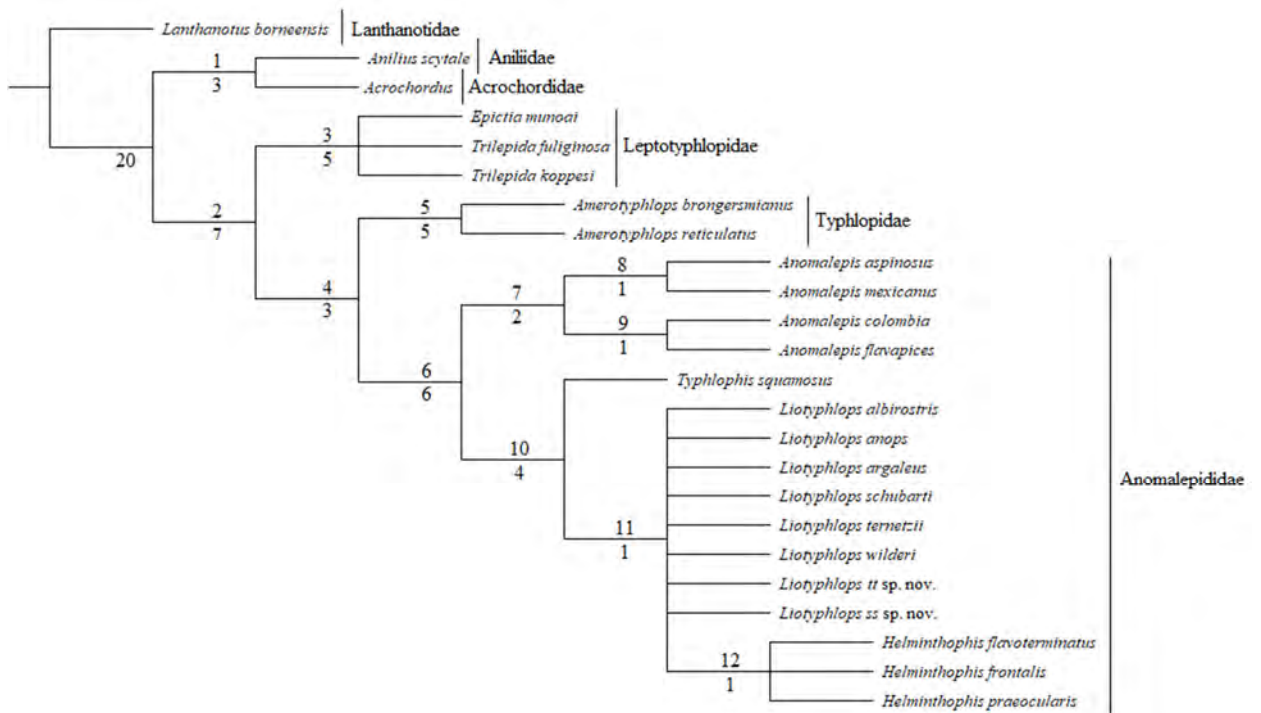 Lanthanotus borneensis Lanthanotidae
1 Anilius scytale Aniliidae
3 Acrochordus Acrochordidae
Epictia munoai
3 Trilepida fuliginosa Leptotyphlopidae
20 5
Trilepida koppesi
2 5 Amerotyphlops brongersmianus Typhlopidae
7 5 Amerotyphlops reticulatus
8 Anomalepis aspinosus
4 7 1 Anomalepis mexicanus
3 2 9 Anomalepis colombia
1 Anomalepis flavapices
6 Typhlophis squamosus
6
Liotyphlops albirostris
10 Liotyphlops anops
4 Liotyphlops argaleus Anomalepididae
Liotyphlops schubarti
11 Liotyphlops ternetzii
1 Liotyphlops wilderi
Liotyphlops tt sp. nov.
Liotyphlops ss sp. nov.
Helminthophis flavoterminatus
12 Helminthophis frontalis
1 Helminthophis praeocularis